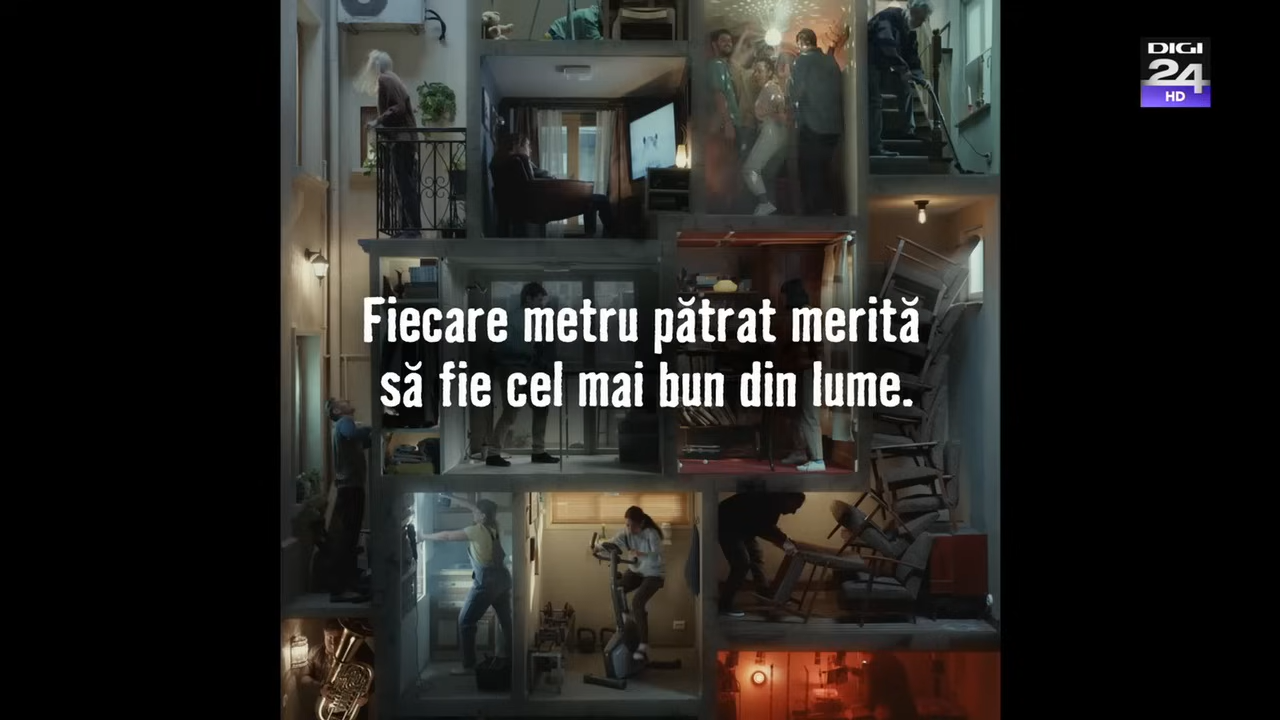 DIGI
24
HD
Fiecare metru pătrat merită
să fie cel mai bun din lume.